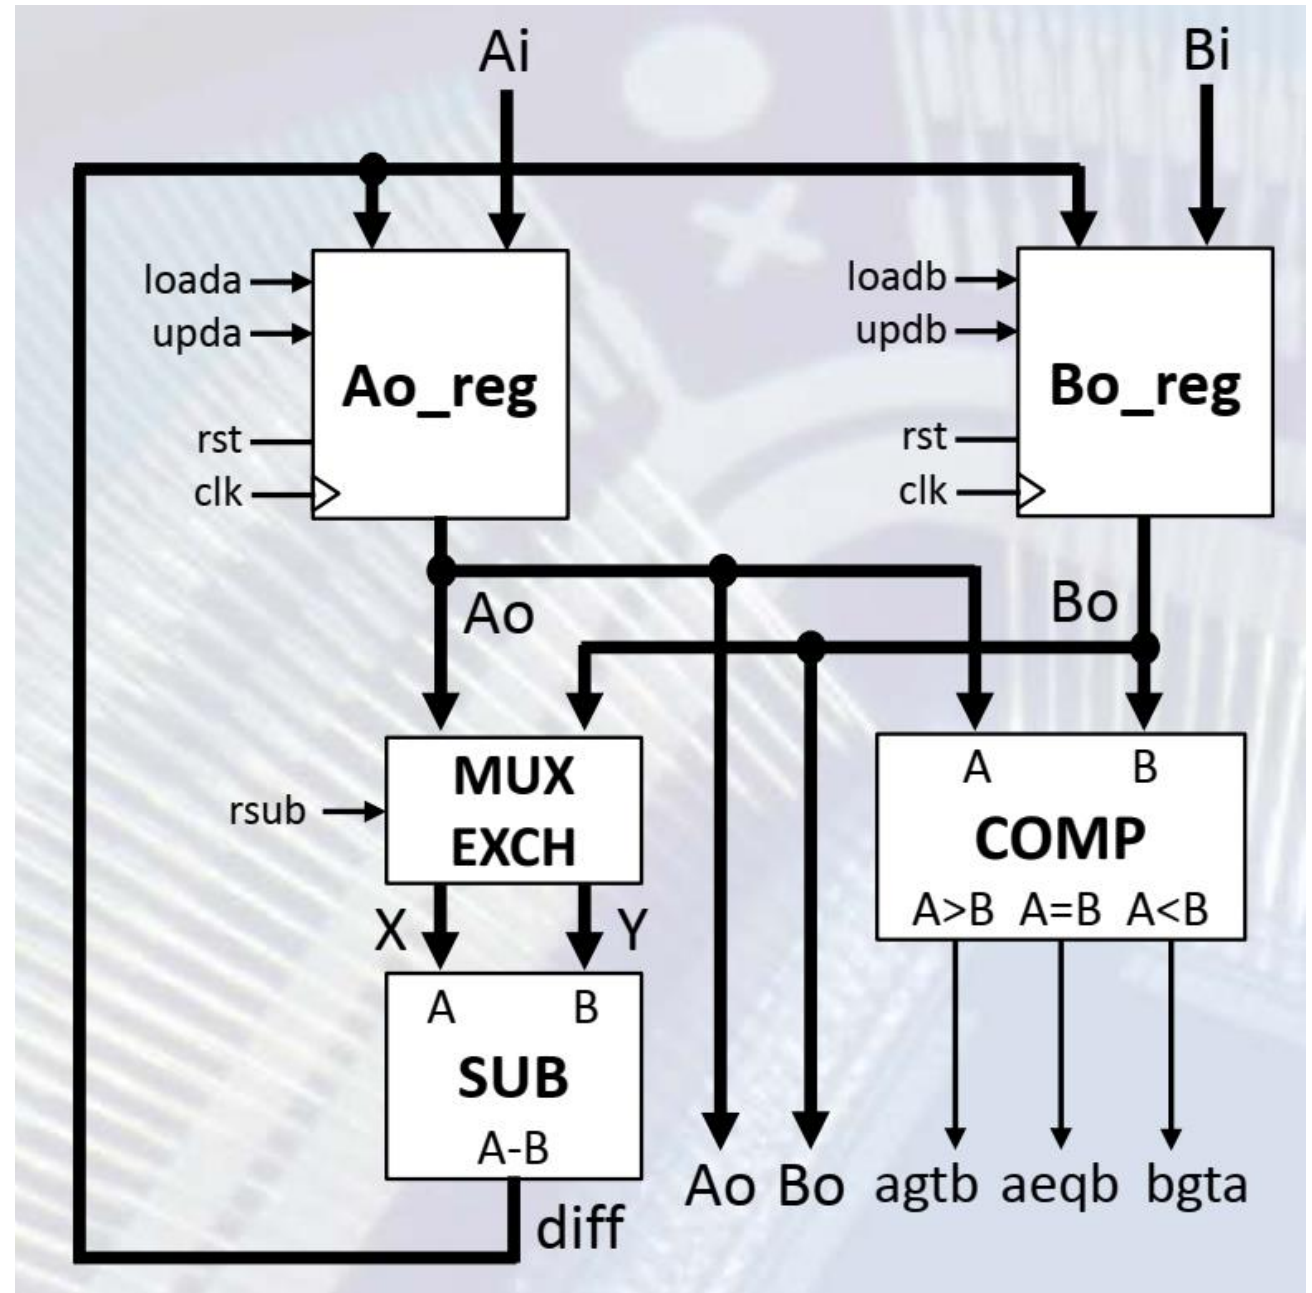 Ai
Bi
loada
upda
Ao_reg
rst
clk
loadb
updb
Bo_reg
rst
clk
Ao
Bo
rsub
MUX
EXCH
A B
COMP
A>B A=B A<B
X Y
A B
SUB
A-B
diff
Ao Bo agtb aeqb bgta